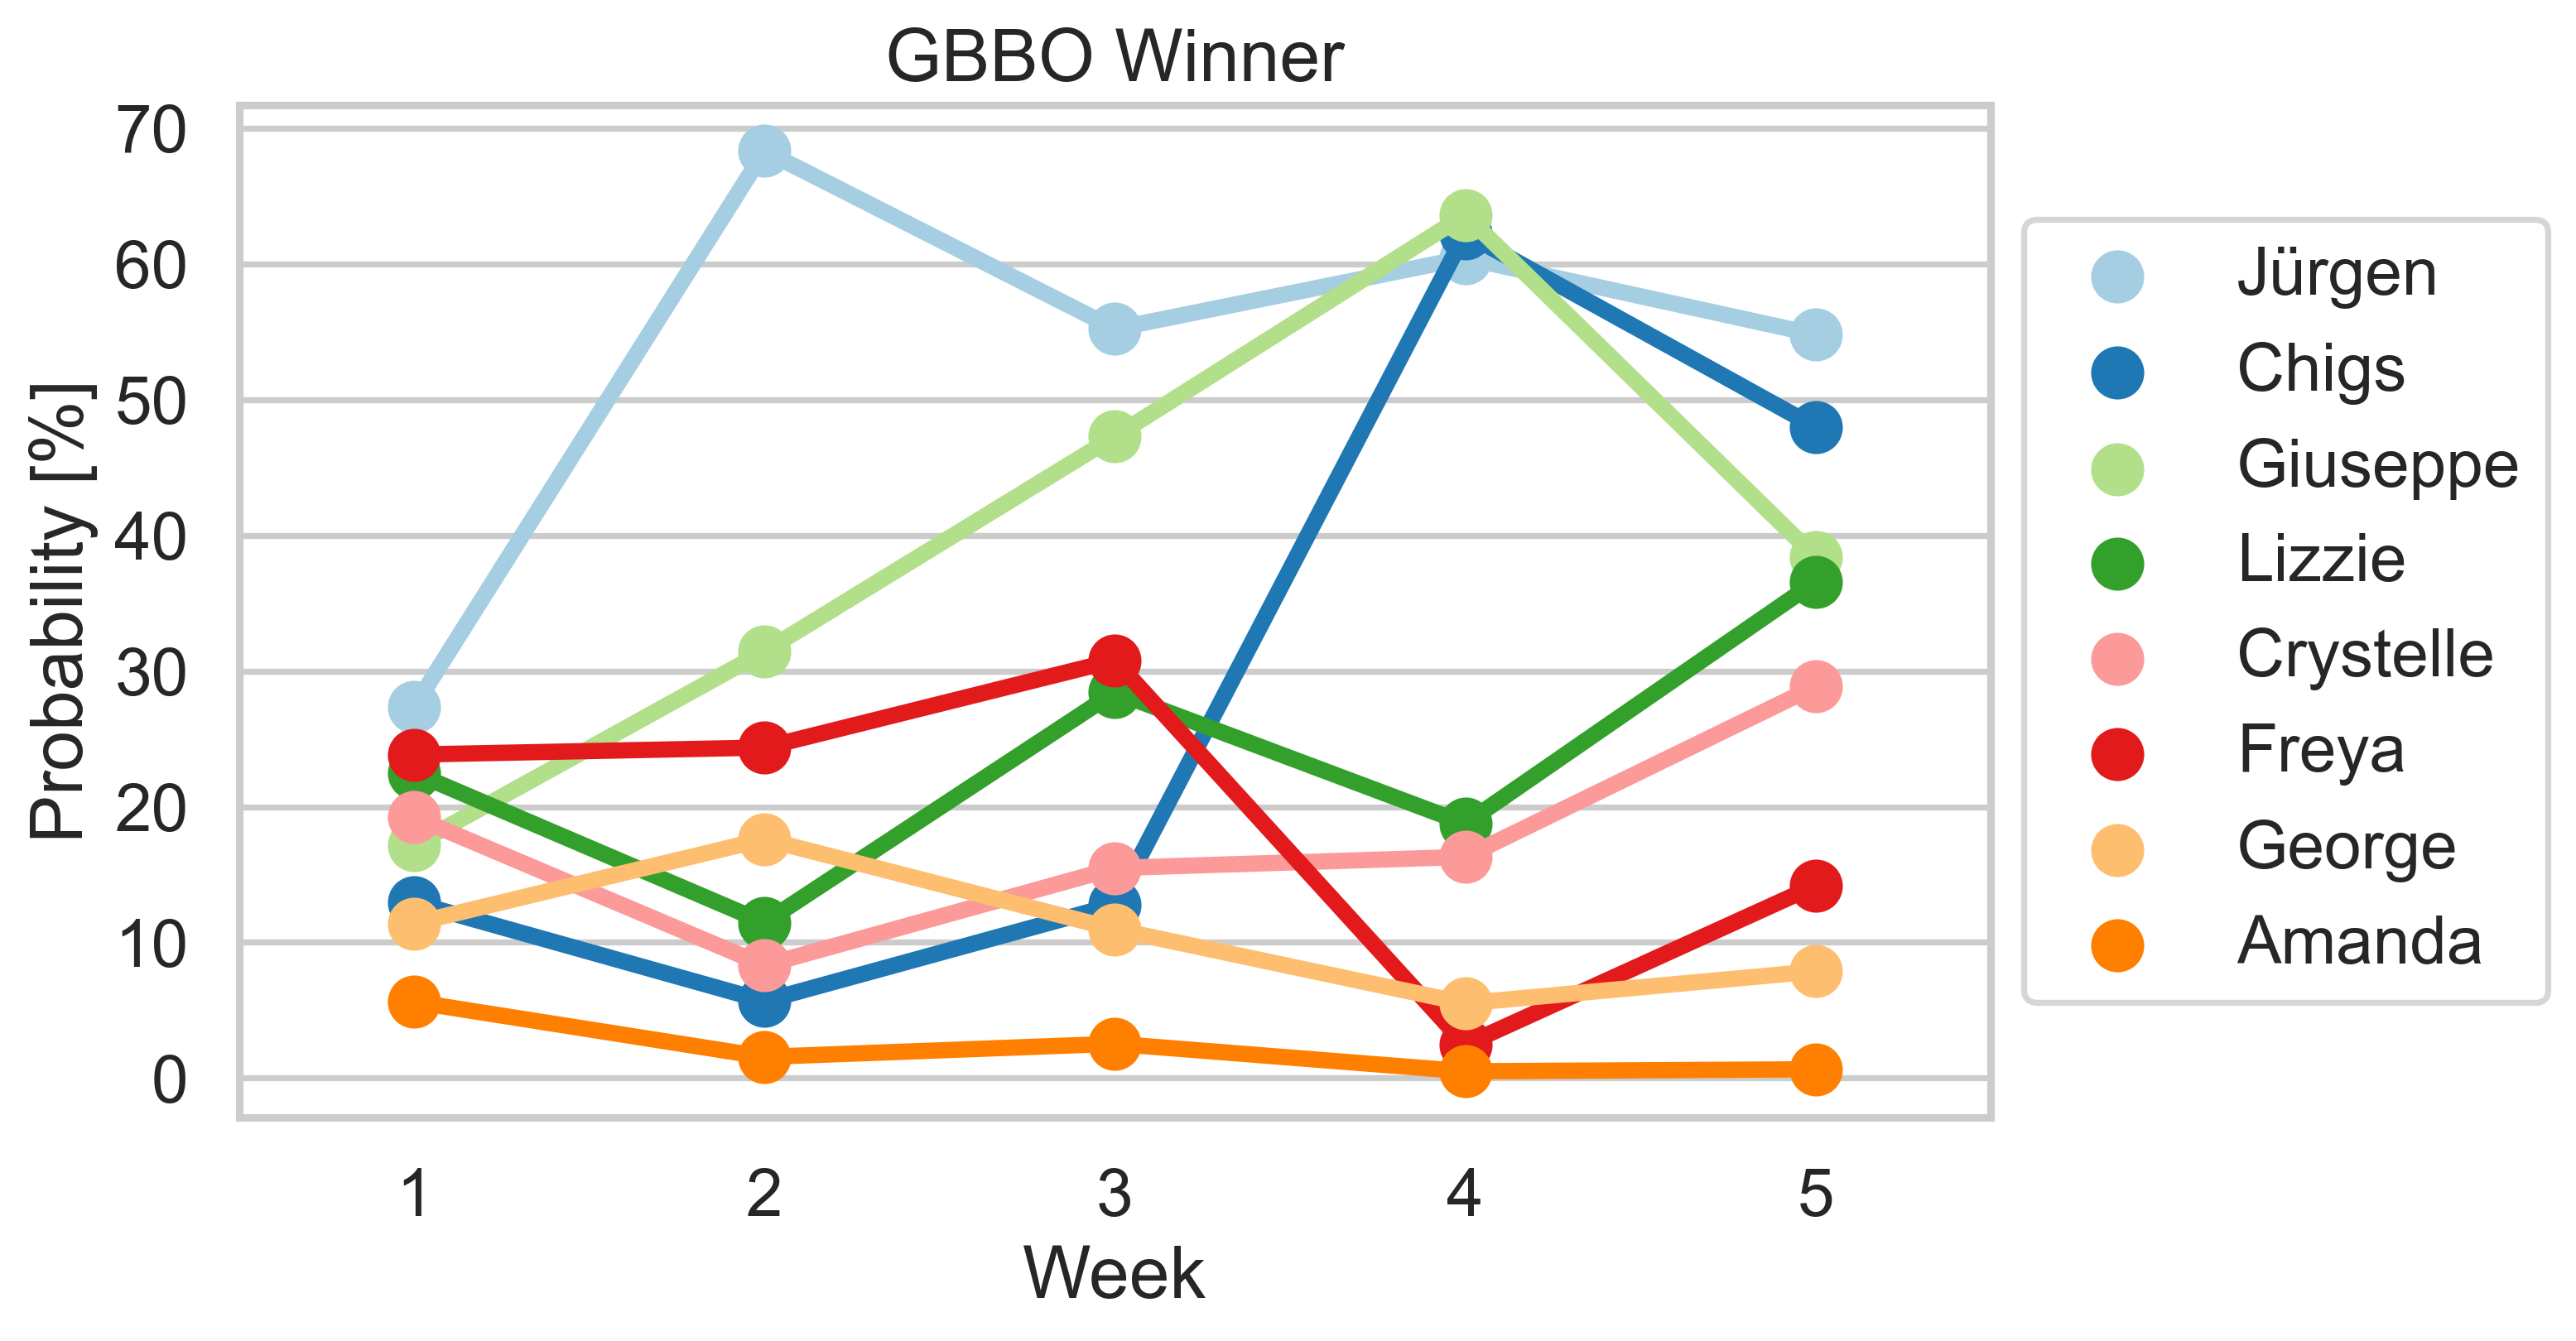 GBBO Winner
Probability [%]
70
60
50
40
30
20
10
0
1 2 3 4 5
Week
Jürgen
Chigs
Giuseppe
Lizzie
Crystelle
Freya
George
Amanda